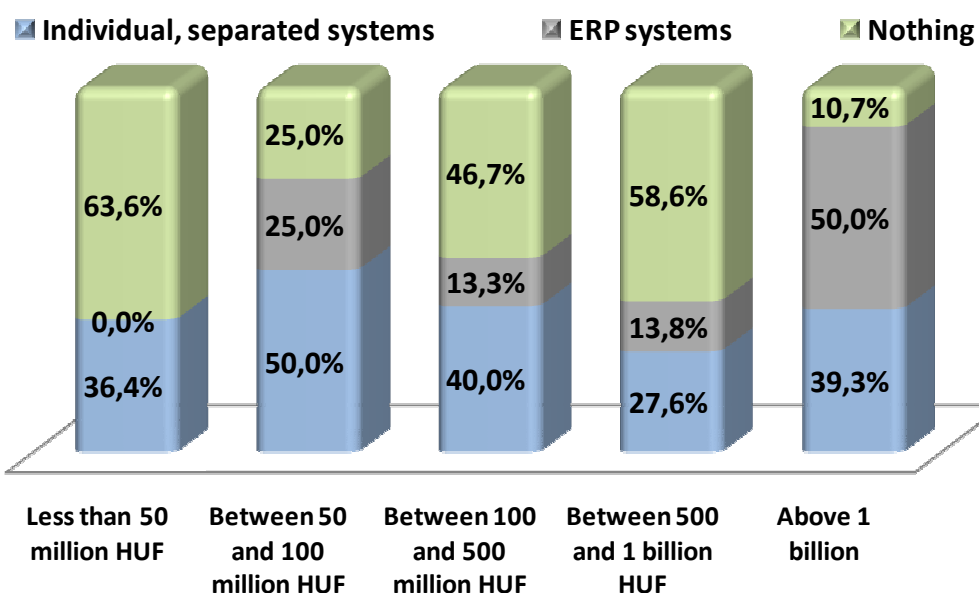 Individual, separated systems ERP systems Nothing
63,6%
0,0%
36,4%
25,0%
25,0%
50,0%
46,7%
13,3%
40,0%
58,6%
13,8%
27,6%
10,7%
50,0%
39,3%
Less than 50
million HUF
Between 50
and 100
million HUF
Between 100
and 500
million HUF
Between 500
and 1 billion
HUF
Above 1
billion